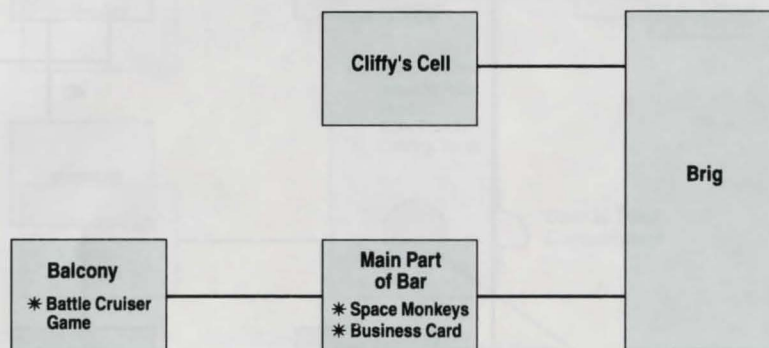 Cliffy's Cell
Brig
Balcony
* Battle Cruiser
Game
Main Part
of Bar
* Space Monkeys
* Business Card